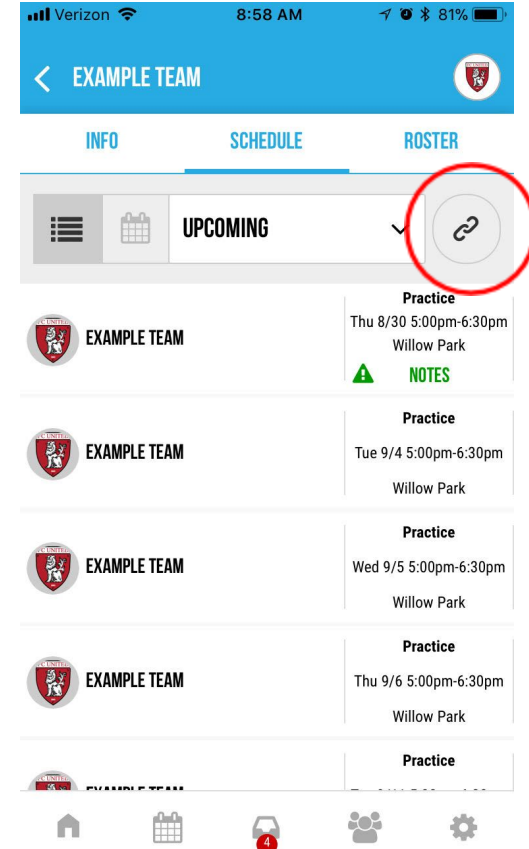 Verizon 8:58 AM 81%
EXAMPLE TEAM
INFO SCHEDULE ROSTER
UPCOMING
Practice
Thu 8/30 5:00pm-6:30pm
EXAMPLE TEAM
Willow Park
NOTES
Practice
EXAMPLE TEAM
Tue 9/4 5:00pm-6:30pm
Willow Park
Practice
EXAMPLE TEAM
Wed 9/5 5:00pm-6:30pm
Willow Park
Practice
EXAMPLE TEAM
Thu 9/6 5:00pm-6:30pm
Willow Park
Practice
EXAMPLE TEAM
4